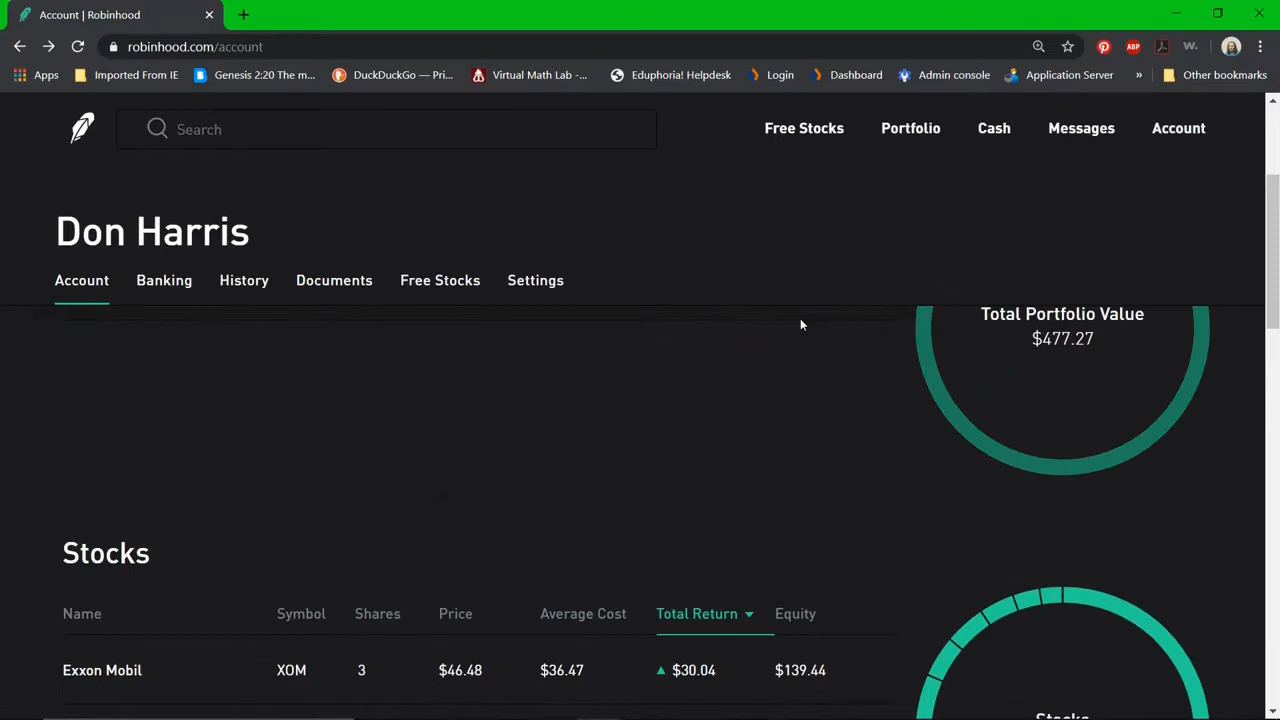 Account | Robinhood
robinhood.com/account
ABP
w.
Apps
Imported From IE
Genesis 2:20 The m...
DuckDuckGo — Pri...
Virtual Math Lab -...
Eduphoria! Helpdesk
Login
Dashboard
Admin console
Application Server
»
Other bookmarks
Search
Free Stocks
Portfolio
Cash
Messages
Account
Don Harris
Account
Banking
History
Documents
Free Stocks
Settings
Total Portfolio Value
$477.27
Stocks
Name Symbol Shares Price Average Cost Total Return Equity
Exxon Mobil XOM 3 $46.48 $36.47 $30.04 $139.44
Stocks